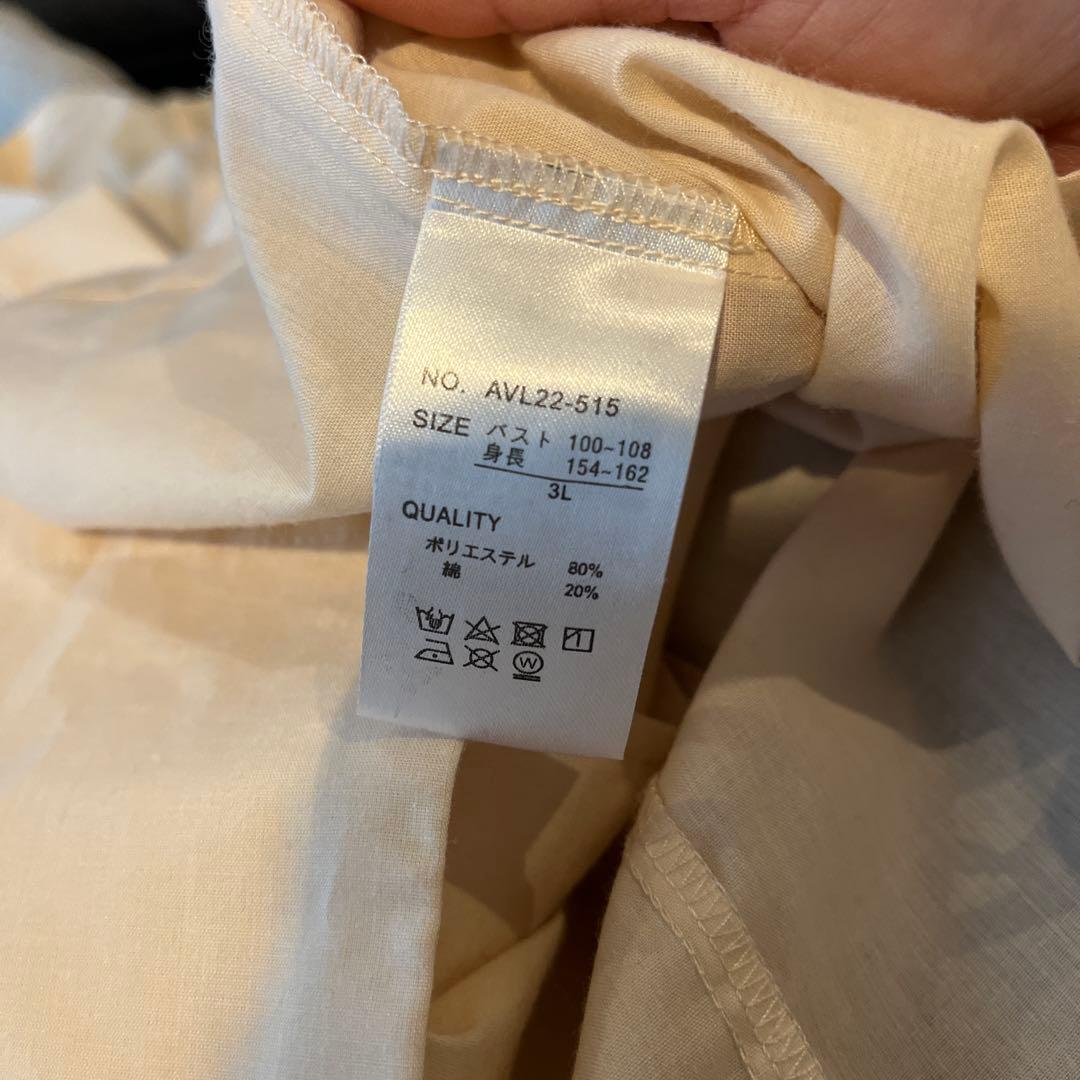 NO. AVL22-515
SIZE バスト 100~108
身長 154~162
3L
QUALITY
ポリエステル 80%
綿 20%
W